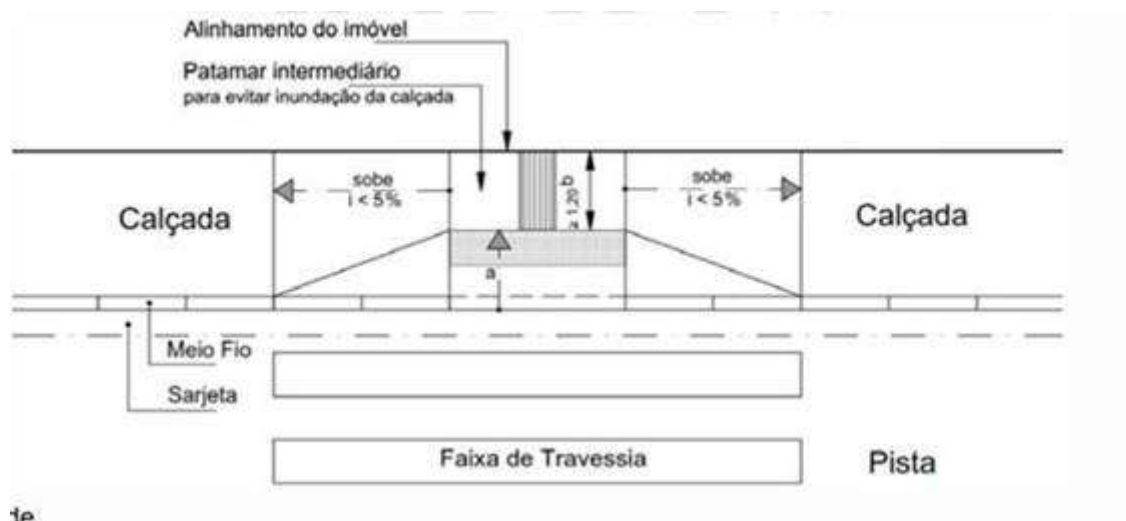 Alinhamento do imóvel
Patamar intermediário
para evitar inundação da calçada
sobe
i < 5%
≥ 1,20
b
sobe
i < 5%
Calçada
Calçada
a
Meio Fio
Sarjeta
Faixa de Travessia
Pista